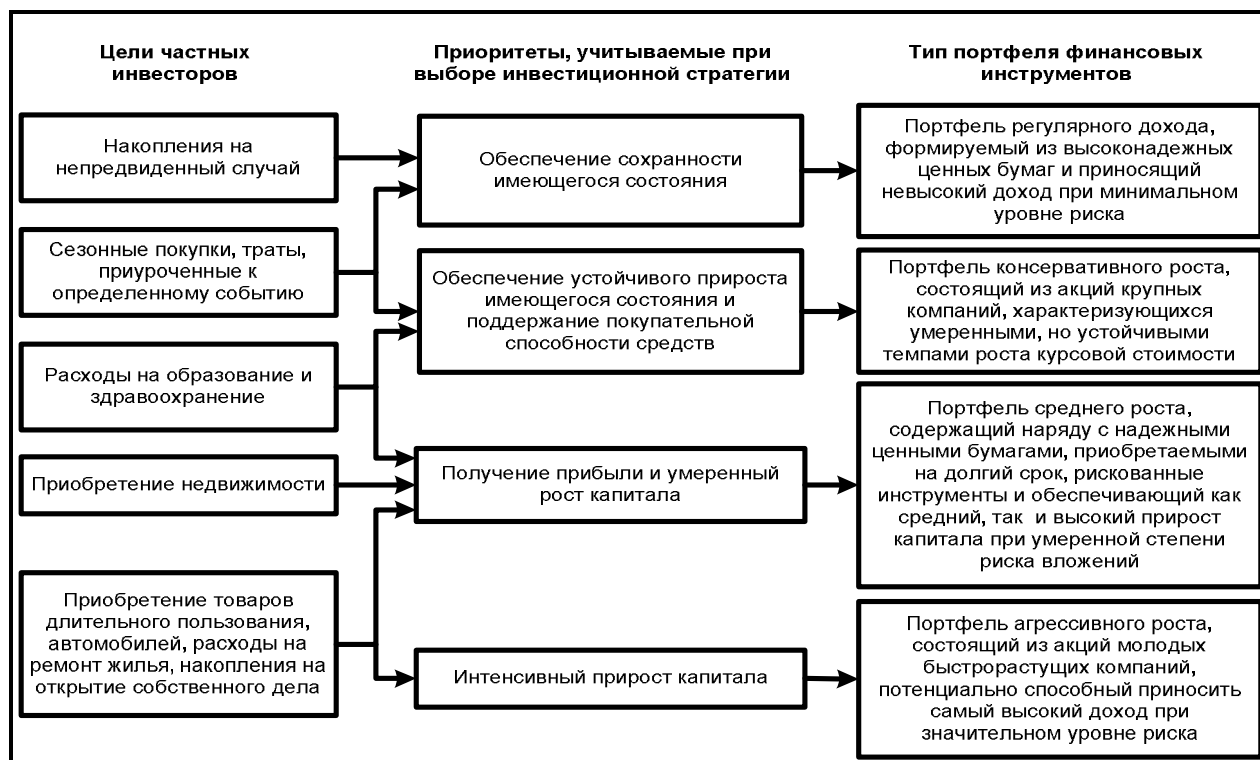 Цели частных
инвесторов
Приоритеты, учитываемые при
выборе инвестиционной стратегии
Тип портфеля финансовых
инструментов
Накопления на
непредвиденный случай
Сезонные покупки, траты,
приуроченные к
определенному событию
Расходы на образование и
здравоохранение
Приобретение недвижимости
Приобретение товаров
длительного пользования,
автомобилей, расходы на
ремонт жилья, накопления на
открытие собственного дела
Обеспечение сохранности
имеющегося состояния
Обеспечение устойчивого прироста
имеющегося состояния и
поддержание покупательной
способности средств
Получение прибыли и умеренный
рост капитала
Интенсивный прирост капитала
Портфель регулярного дохода,
формируемый из высоконадежных
ценных бумаг и приносящий
невысокий доход при минимальном
уровне риска
Портфель консервативного роста,
состоящий из акций крупных
компаний, характеризующихся
умеренными, но устойчивыми
темпами роста курсовой стоимости
Портфель среднего роста,
содержащий наряду с надежными
ценными бумагами, приобретаемыми
на долгий срок, рискованные
инструменты и обеспечивающий как
средний, так и высокий прирост
капитала при умеренной степени
риска вложений
Портфель агрессивного роста,
состоящий из акций молодых
быстрорастущих компаний,
потенциально способный приносить
самый высокий доход при
значительном уровне риска